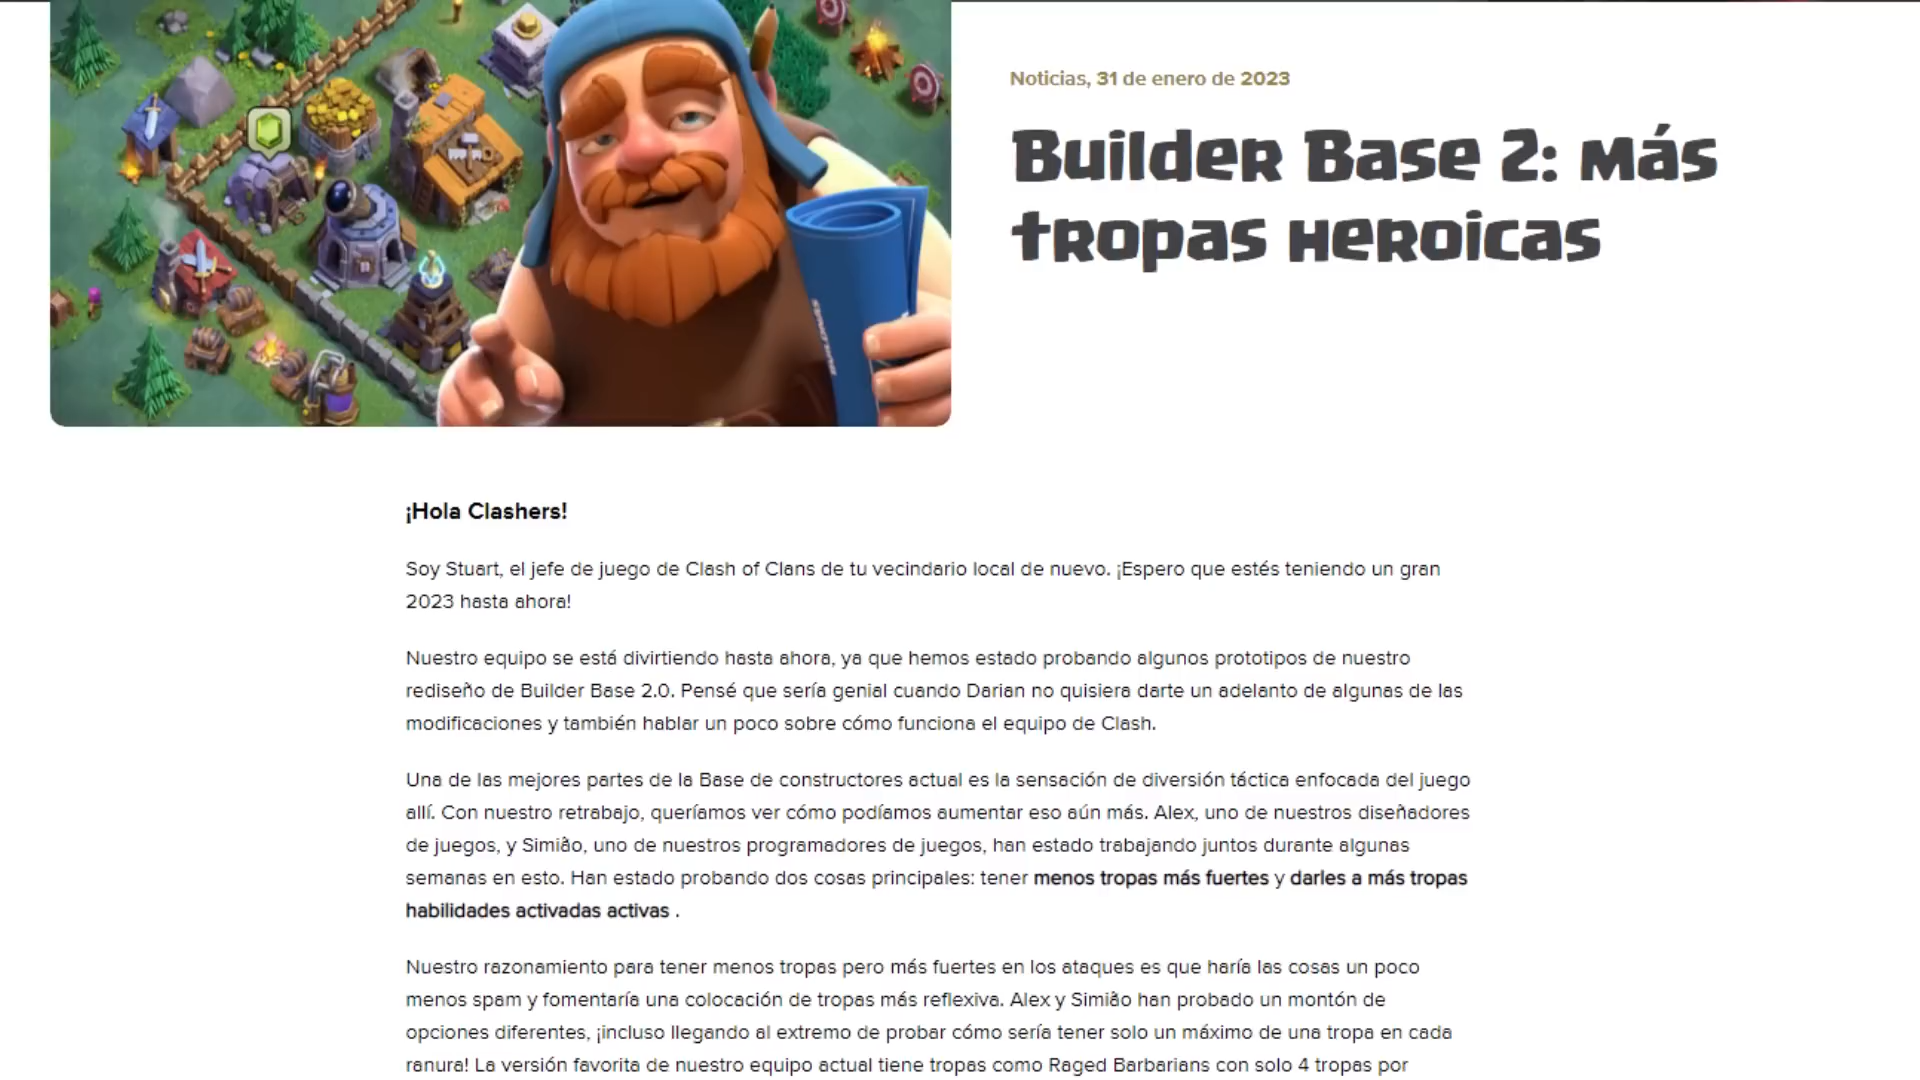 Noticias, 31 de enero de 2023
Builder Base 2: Más
tropas heroicas
¡Hola Clashers!
Soy Stuart, el jefe de juego de Clash of Clans de tu vecindario local de nuevo. ¡Espero que estés teniendo un gran
2023 hasta ahora!
Nuestro equipo se está divirtiendo hasta ahora, ya que hemos estado probando algunos prototipos de nuestro
rediseño de Builder Base 2.0. Pensé que sería genial cuando Darian no quisiera darte un adelanto de algunas de las
modificaciones y también hablar un poco sobre cómo funciona el equipo de Clash.
Una de las mejores partes de la Base de constructores actual es la sensación de diversión táctica enfocada del juego
allí. Con nuestro retrabajo, queríamos ver cómo podíamos aumentar eso aún más. Alex, uno de nuestros diseñadores
de juegos, y Simião, uno de nuestros programadores de juegos, han estado trabajando juntos durante algunas
semanas en esto. Han estado probando dos cosas principales: tener menos tropas más fuertes y darles a más tropas
habilidades activadas activas .
Nuestro razonamiento para tener menos tropas pero más fuertes en los ataques es que haría las cosas un poco
menos spam y fomentaría una colocación de tropas más reflexiva. Alex y Simião han probado un montón de
opciones diferentes, ¡incluso llegando al extremo de probar cómo sería tener solo un máximo de una tropa en cada
ranura! La versión favorita de nuestro equipo actual tiene tropas como Raged Barbarians con solo 4 tropas por